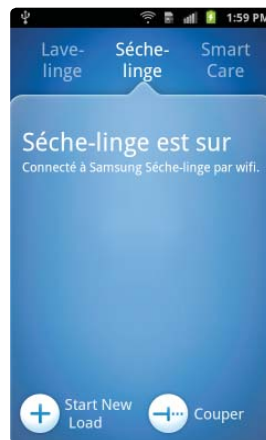 1:59 PM
Lave-
linge
Séche-
linge
Smart
Care
Séche-linge est sur
Connecté à Samsung Séche-linge par wifi.
Start New
Load
Couper